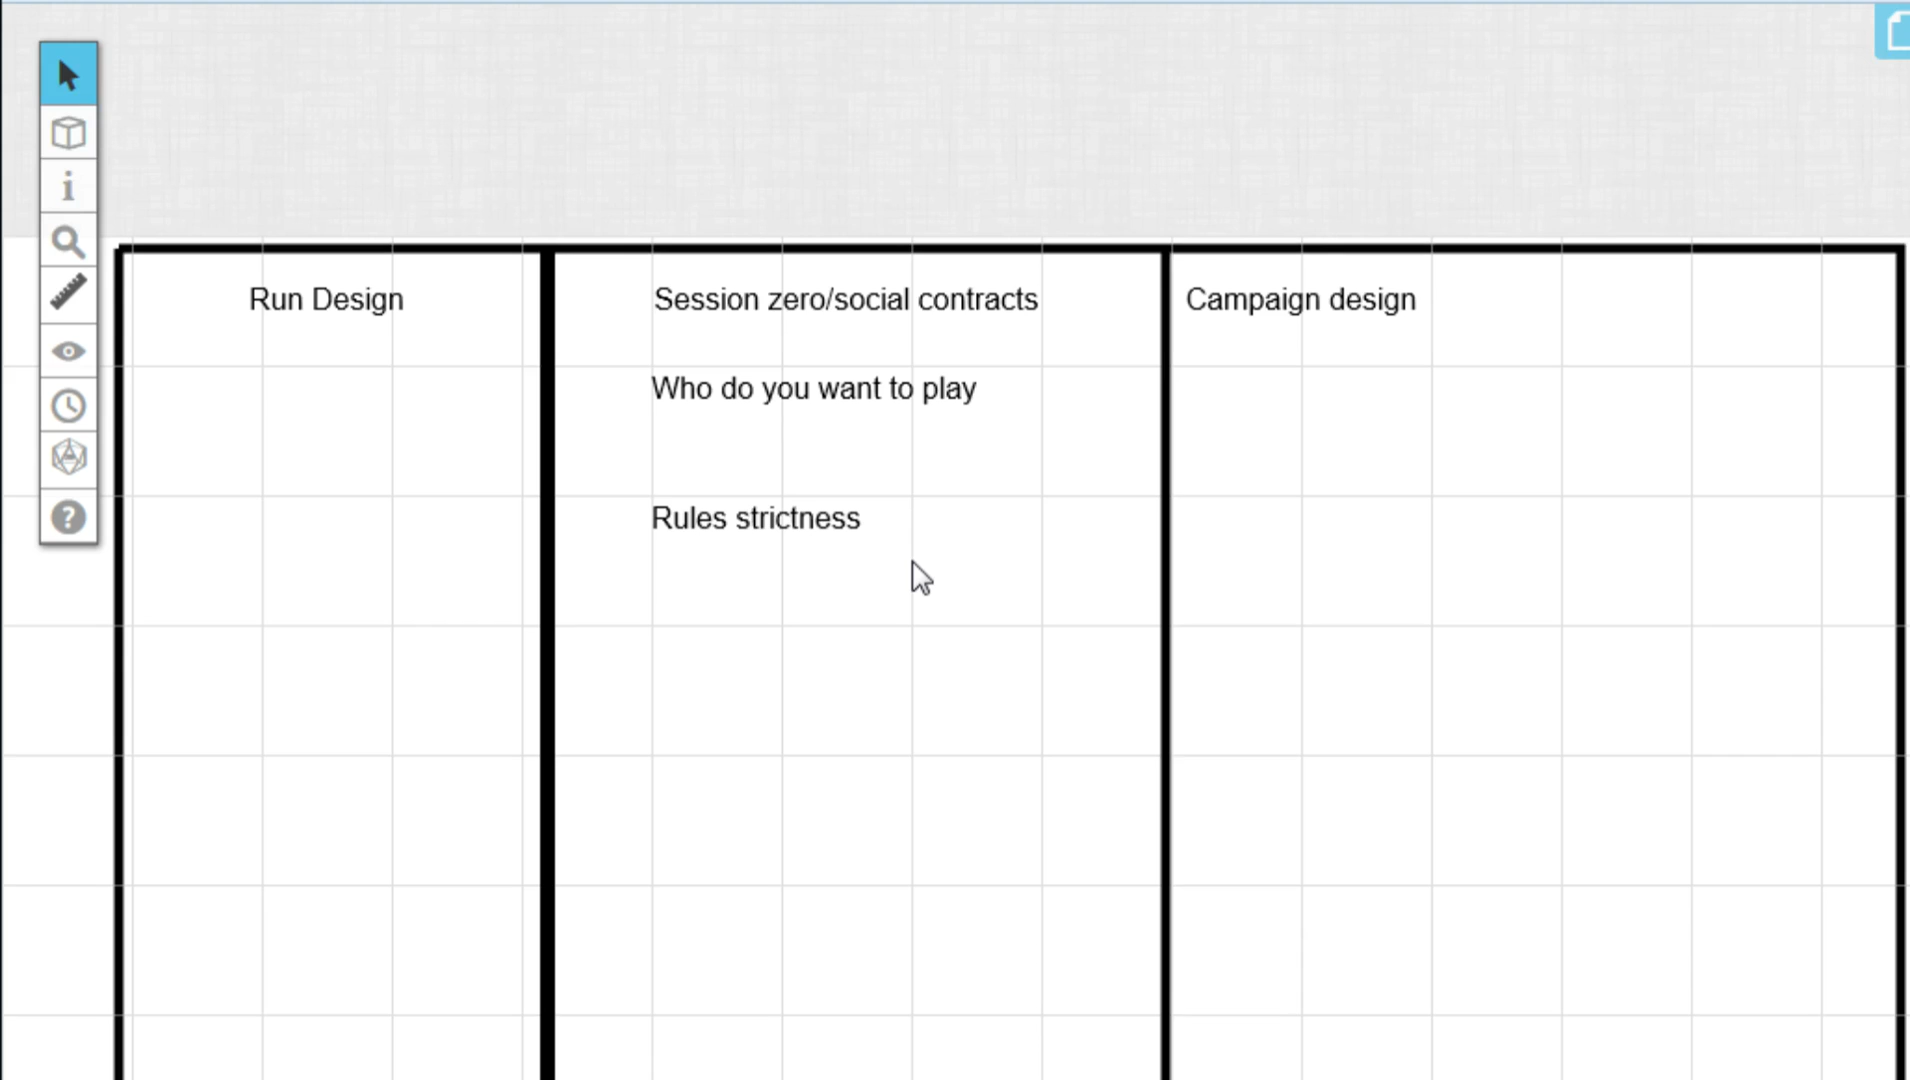 Run Design
Session zero/social contracts
Campaign design
Who do you want to play
Rules strictness